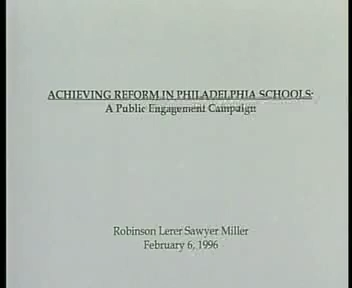 ACHIEVING REFORM IN PHILADELPHIA SCHOOLS:
A Public Engagement Campaign
Robinson Lerer Sawyer Miller
February 6, 1996